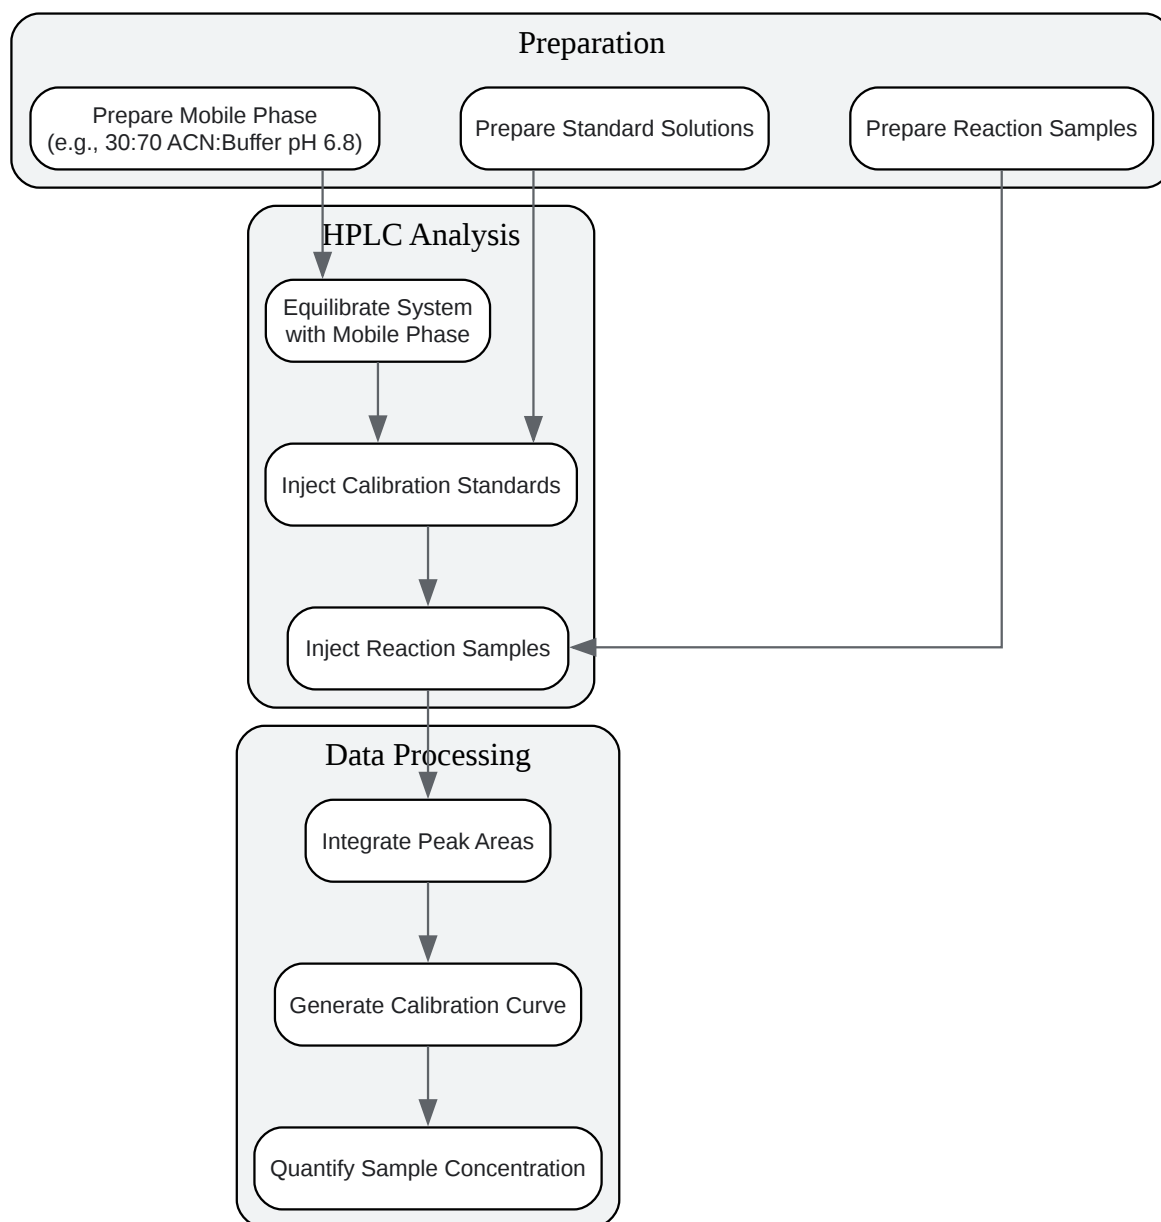 Preparation
Prepare Mobile Phase
(e.g., 30:70 ACN:Buffer pH 6.8)
Prepare Standard Solutions
Prepare Reaction Samples
HPLC Analysis
Equilibrate System
with Mobile Phase
Inject Calibration Standards
Inject Reaction Samples
Data Processing
Integrate Peak Areas
Generate Calibration Curve
Quantify Sample Concentration